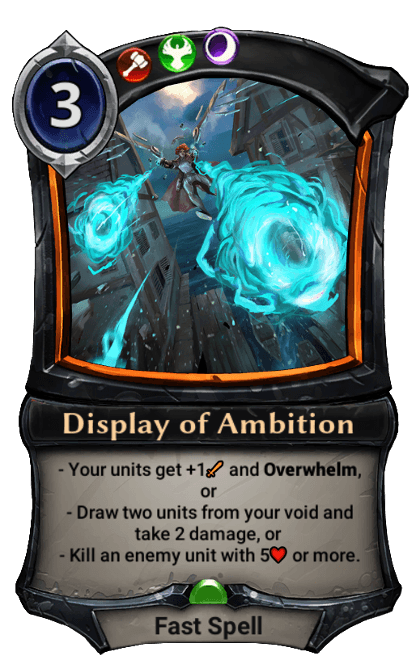 3
Display of Ambition
- Your units get +1 and Overwhelm,
or
- Draw two units from your void and
take 2 damage, or
- Kill an enemy unit with 5 or more.
Fast Spell